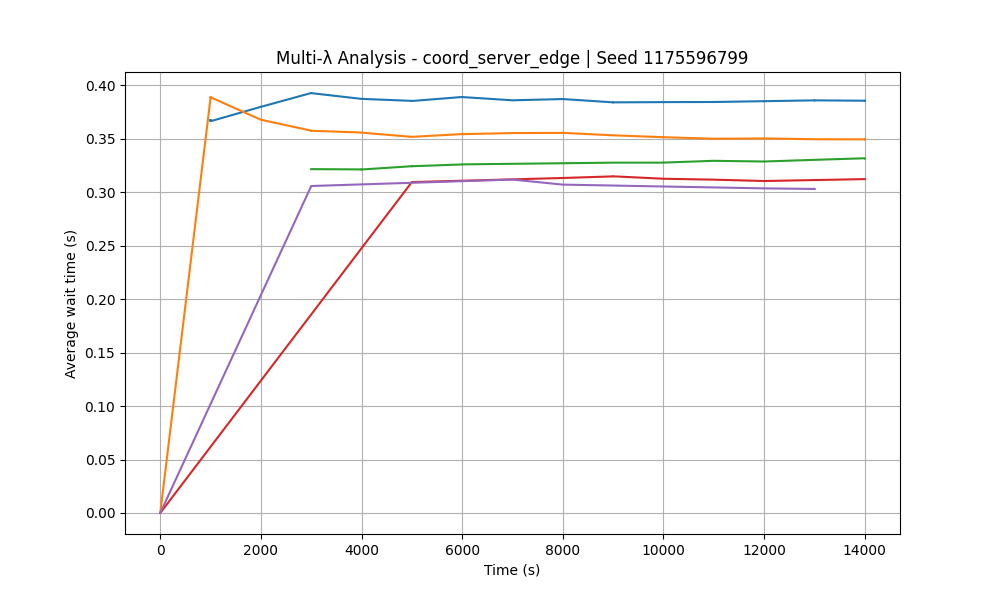 Multi-λ Analysis - coord_server_edge | Seed 1175596799
Average wait time (s)
0.40
0.35
0.30
0.25
0.20
0.15
0.10
0.05
0.00
0 2000 4000 6000 8000 10000 12000 14000
Time (s)